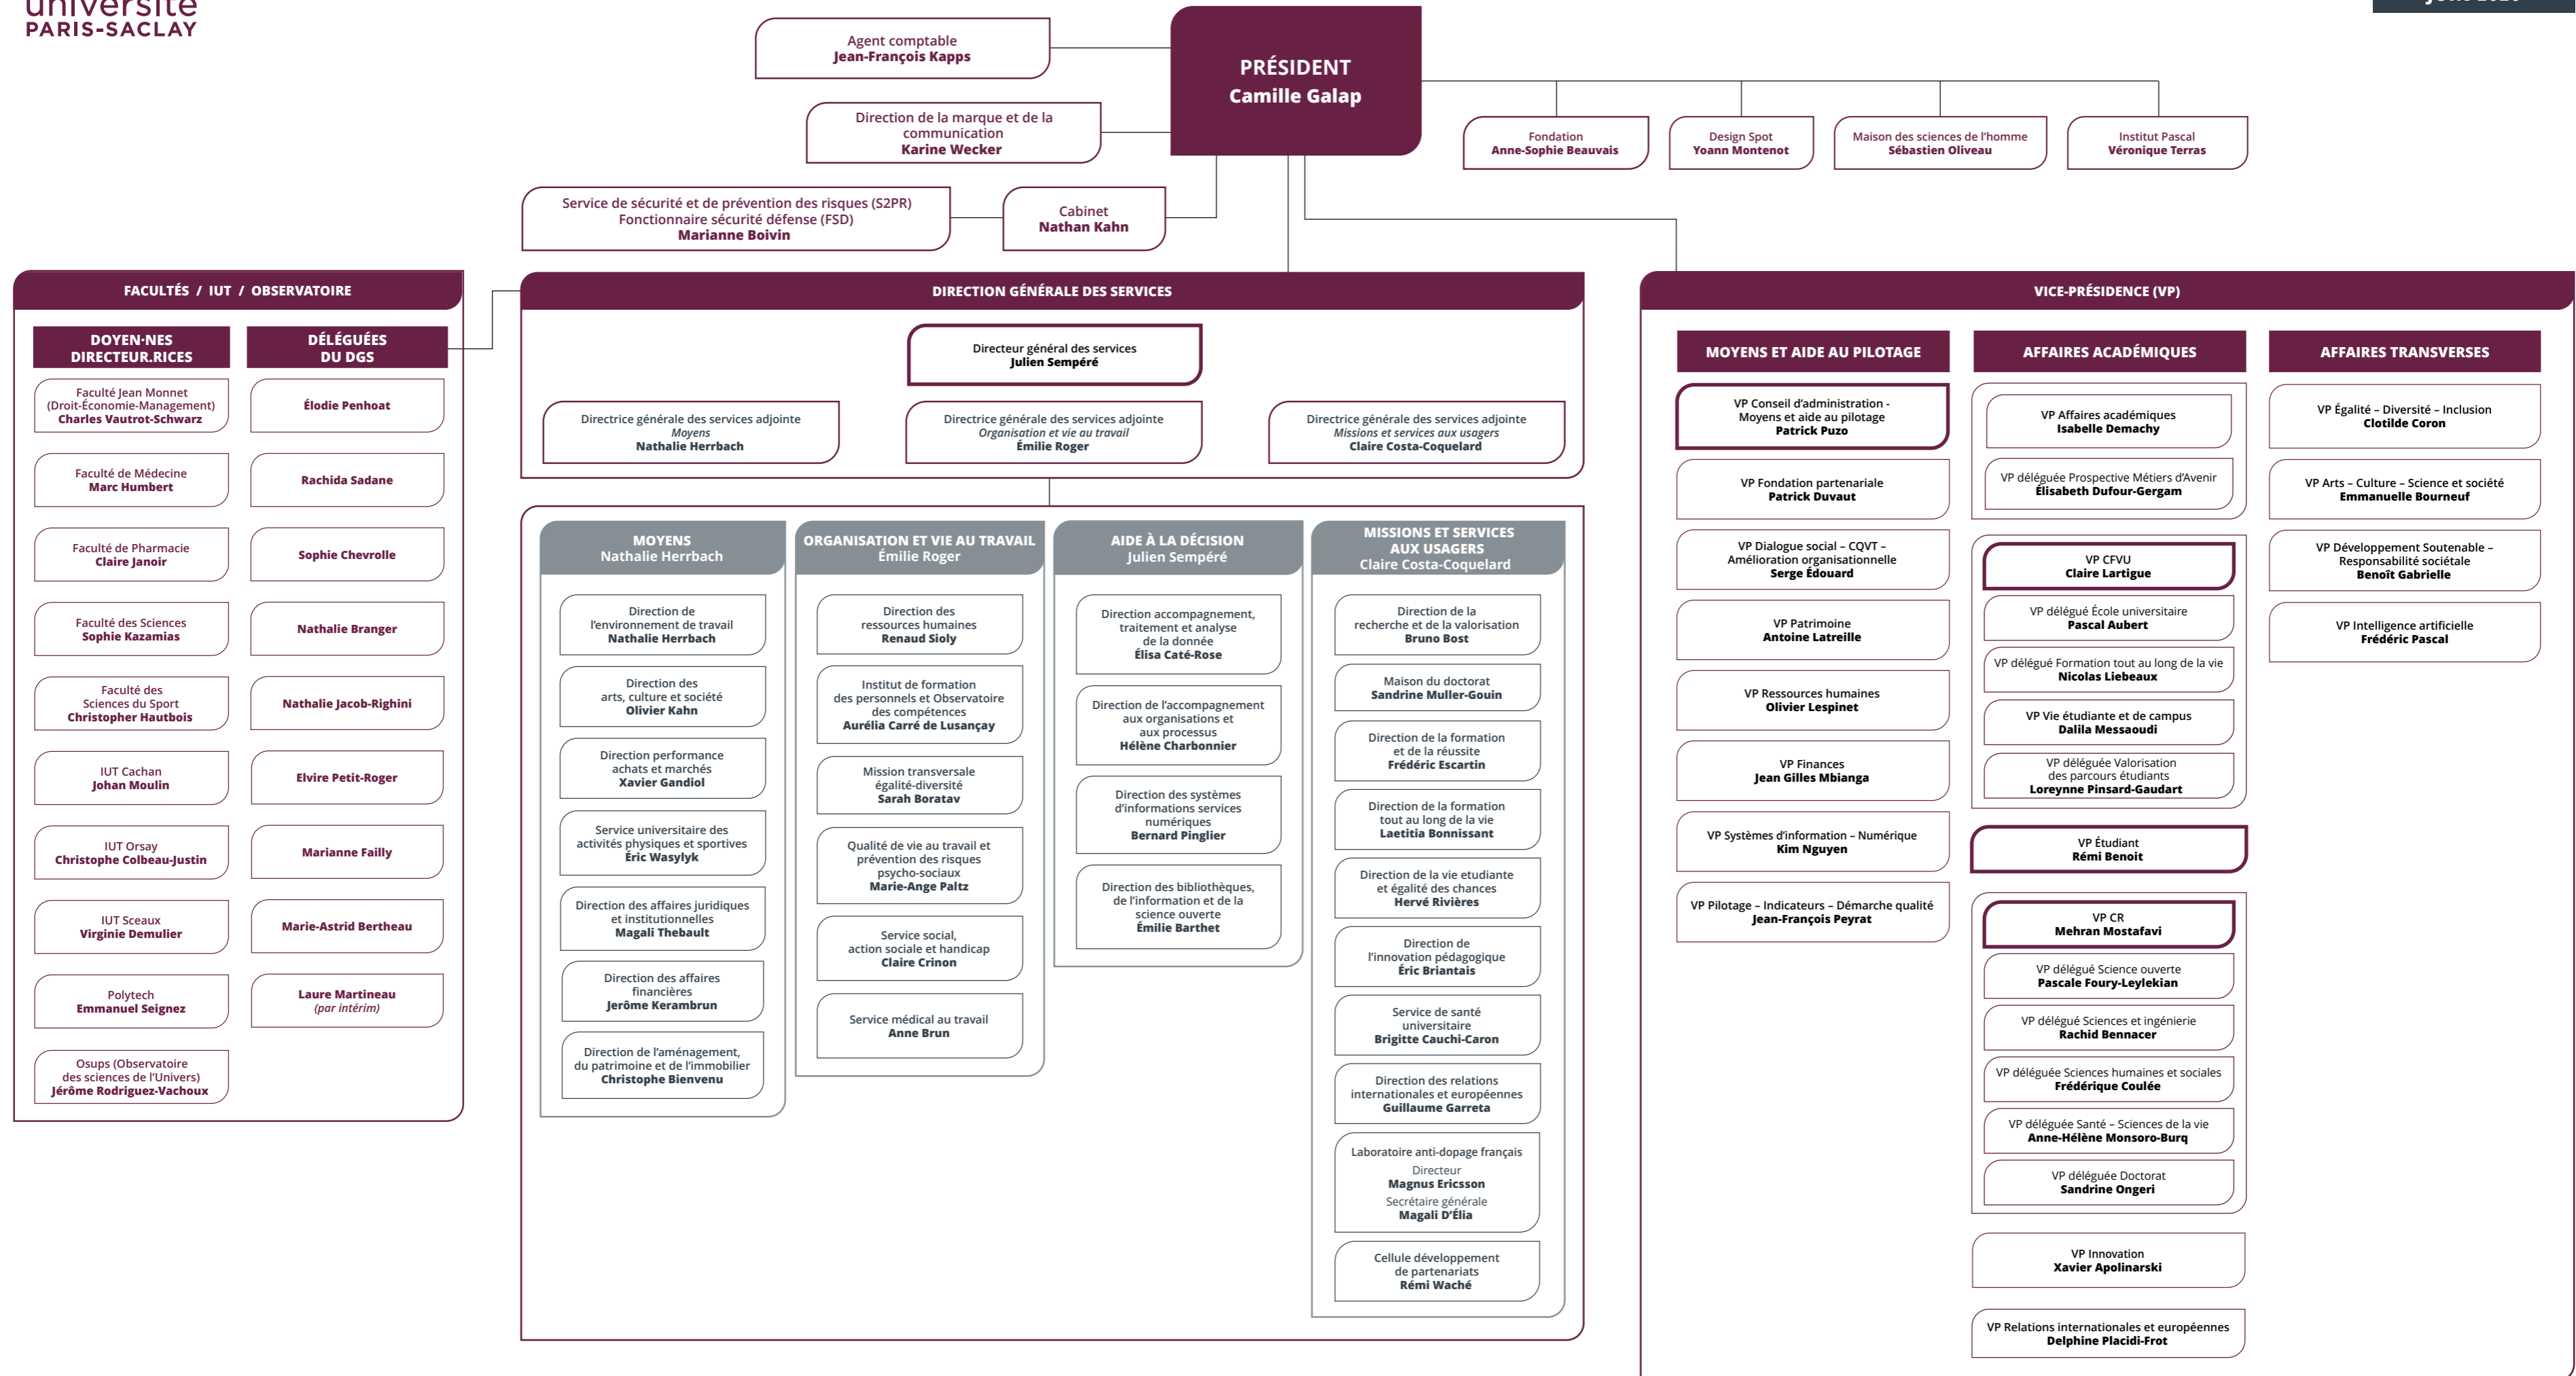 université
PARIS-SACLAY
Agent comptable
Jean-François Kapps
PRÉSIDENT
Camille Galap
Direction de la marque et de la
communication
Karine Wecker
Fondation
Anne-Sophie Beauvais
Design Spot
Yoann Montenot
Maison des sciences de l'homme
Sébastien Oliveau
Institut Pascal
Véronique Terras
Service de sécurité et de prévention des risques (S2PR)
Fonctionnaire sécurité défense (FSD)
Marianne Boivin
Cabinet
Nathan Kahn
FACULTÉS / IUT / OBSERVATOIRE
DOYEN·NES
DIRECTEUR.RICES
Faculté Jean Monnet
(Droit-Économie-Management)
Charles Vautrot-Schwarz
Faculté de Médecine
Marc Humbert
Faculté de Pharmacie
Claire Janoir
Faculté des Sciences
Sophie Kazamias
Faculté des
Sciences du Sport
Christopher Hautbois
IUT Cachan
Johan Moulin
IUT Orsay
Christophe Colbeau-Justin
IUT Sceaux
Virginie Demulier
Polytech
Emmanuel Seignez
Osups (Observatoire
des sciences de l'Univers)
Jérôme Rodriguez-Vachoux
DÉLÉGUÉES
DU DGS
Élodie Penhoat
Rachida Sadane
Sophie Chevrolle
Nathalie Branger
Nathalie Jacob-Righini
Elvire Petit-Roger
Marianne Failly
Marie-Astrid Bertheau
Laure Martineau
(par intérim)
DIRECTION GÉNÉRALE DES SERVICES
Directeur général des services
Julien Sempéré
Directrice générale des services adjointe
Moyens
Nathalie Herrbach
Directrice générale des services adjointe
Organisation et vie au travail
Émilie Roger
Directrice générale des services adjointe
Missions et services aux usagers
Claire Costa-Coquelard
MOYENS
Nathalie Herrbach
Direction de
l'environnement de travail
Nathalie Herrbach
Direction des
arts, culture et société
Olivier Kahn
Direction performance
achats et marchés
Xavier Gandiol
Service universitaire des
activités physiques et sportives
Éric Wasylyk
Direction des affaires juridiques
et institutionnelles
Magali Thebault
Direction des affaires
financières
Jerôme Kerambrun
Direction de l'aménagement,
du patrimoine et de l'immobilier
Christophe Bienvenu
ORGANISATION ET VIE AU TRAVAIL
Émilie Roger
Direction des
ressources humaines
Renaud Sioly
Institut de formation
des personnels et Observatoire
des compétences
Aurélia Carré de Lusançay
Mission transversale
égalité-diversité
Sarah Boratav
Qualité de vie au travail et
prévention des risques
psycho-sociaux
Marie-Ange Paltz
Service social,
action sociale et handicap
Claire Crinon
Service médical au travail
Anne Brun
AIDE À LA DÉCISION
Julien Sempéré
Direction accompagnement,
traitement et analyse
de la donnée
Élisa Caté-Rose
Direction de l'accompagnement
aux organisations et
aux processus
Hélène Charbonnier
Direction des systèmes
d'informations services
numériques
Bernard Pinglier
Direction des bibliothèques,
de l'information et de la
science ouverte
Émilie Barthet
MISSIONS ET SERVICES
AUX USAGERS
Claire Costa-Coquelard
Direction de la
recherche et de la valorisation
Bruno Bost
Maison du doctorat
Sandrine Muller-Gouin
Direction de la formation
et de la réussite
Frédéric Escartin
Direction de la formation
tout au long de la vie
Laetitia Bonnissant
Direction de la vie etudiante
et égalité des chances
Hervé Rivières
Direction de
l'innovation pédagogique
Éric Briantais
Service de santé
universitaire
Brigitte Cauchi-Caron
Direction des relations
internationales et européennes
Guillaume Garreta
Laboratoire anti-dopage français
Directeur
Magnus Ericsson
Secrétaire générale
Magali D'Élia
Cellule développement
de partenariats
Rémi Waché
VICE-PRÉSIDENCE (VP)
MOYENS ET AIDE AU PILOTAGE
VP Conseil d'administration -
Moyens et aide au pilotage
Patrick Puzo
VP Fondation partenariale
Patrick Duvaut
VP Dialogue social – CQVT –
Amélioration organisationnelle
Serge Édouard
VP Patrimoine
Antoine Latreille
VP Ressources humaines
Olivier Lespinet
VP Finances
Jean Gilles Mbianga
VP Systèmes d'information – Numérique
Kim Nguyen
VP Pilotage – Indicateurs – Démarche qualité
Jean-François Peyrat
AFFAIRES ACADÉMIQUES
VP Affaires académiques
Isabelle Demachy
VP déléguée Prospective Métiers d'Avenir
Élisabeth Dufour-Gergam
VP CFVU
Claire Lartigue
VP délégué École universitaire
Pascal Aubert
VP délégué Formation tout au long de la vie
Nicolas Liebeaux
VP Vie étudiante et de campus
Dalila Messaoudi
VP déléguée Valorisation
des parcours étudiants
Loreynne Pinsard-Gaudart
VP Étudiant
Rémi Benoit
VP CR
Mehran Mostafavi
VP délégué Science ouverte
Pascale Foury-Leylekian
VP délégué Sciences et ingénierie
Rachid Bennacer
VP déléguée Sciences humaines et sociales
Frédérique Coulée
VP déléguée Santé – Sciences de la vie
Anne-Hélène Monsoro-Burq
VP déléguée Doctorat
Sandrine Ongeri
VP Innovation
Xavier Apolinarski
VP Relations internationales et européennes
Delphine Placidi-Frot
AFFAIRES TRANSVERSES
VP Égalité – Diversité – Inclusion
Clotilde Coron
VP Arts – Culture – Science et société
Emmanuelle Bourneuf
VP Développement Soutenable –
Responsabilité sociétale
Benoît Gabrielle
VP Intelligence artificielle
Frédéric Pascal